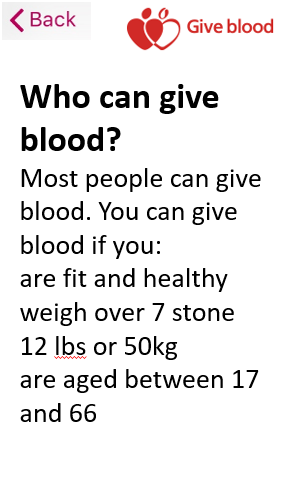 Back
Give blood
Who can give
blood?
Most people can give
blood. You can give
blood if you:
are fit and healthy
weigh over 7 stone
12 lbs or 50kg
are aged between 17
and 66